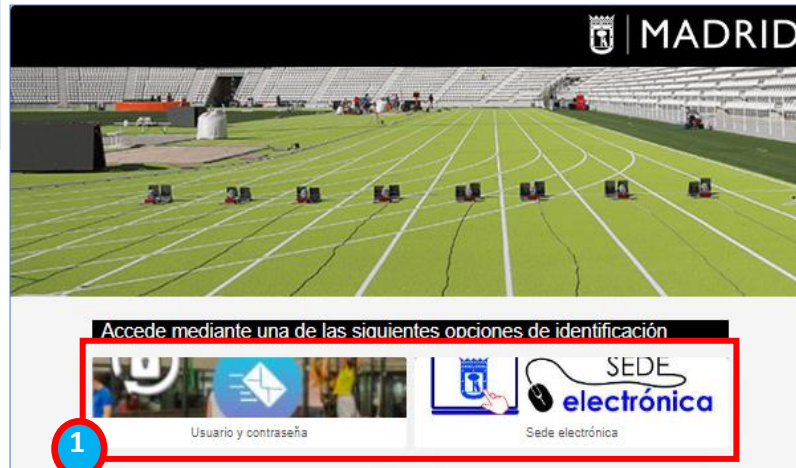 MADRID
Accede mediante una de las siguientes opciones de identificación
SEDE
electrónica
Usuario y contraseña
Sede electrónica
1